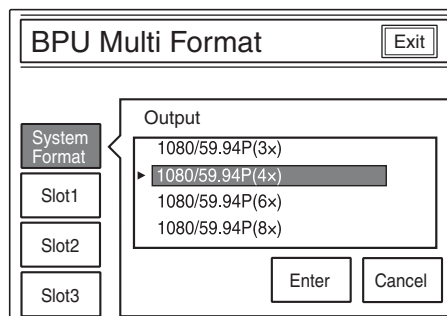 BPU Multi Format
Exit
Output
System
Format
1080/59.94P(3×)
▸ 1080/59.94P(4×)
1080/59.94P(6×)
1080/59.94P(8×)
Slot1
Slot2
Slot3
Enter
Cancel